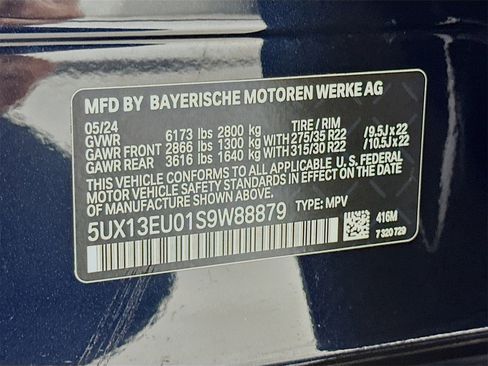 MFD BY BAYERISCHE MOTOREN WERKE AG
05/24 TIRE / RIM
GVWR 6173 lbs 2800 kg
GAWR FRONT 2866 lbs 1300 kg WITH 275/35 R22 /9.5J x 22
GAWR REAR 3616 lbs 1640 kg WITH 315/30 R22 /10.5J x 22
THIS VEHICLE CONFORMS TO ALL APPLICABLE U.S. FEDERAL
MOTOR VEHICLE SAFETY STANDARDS IN EFFECT ON THE DATE
OF MANUFACTURE SHOWN ABOVE.
5UX13EU01S9W88879 TYPE: MPV
416M
7 320 729